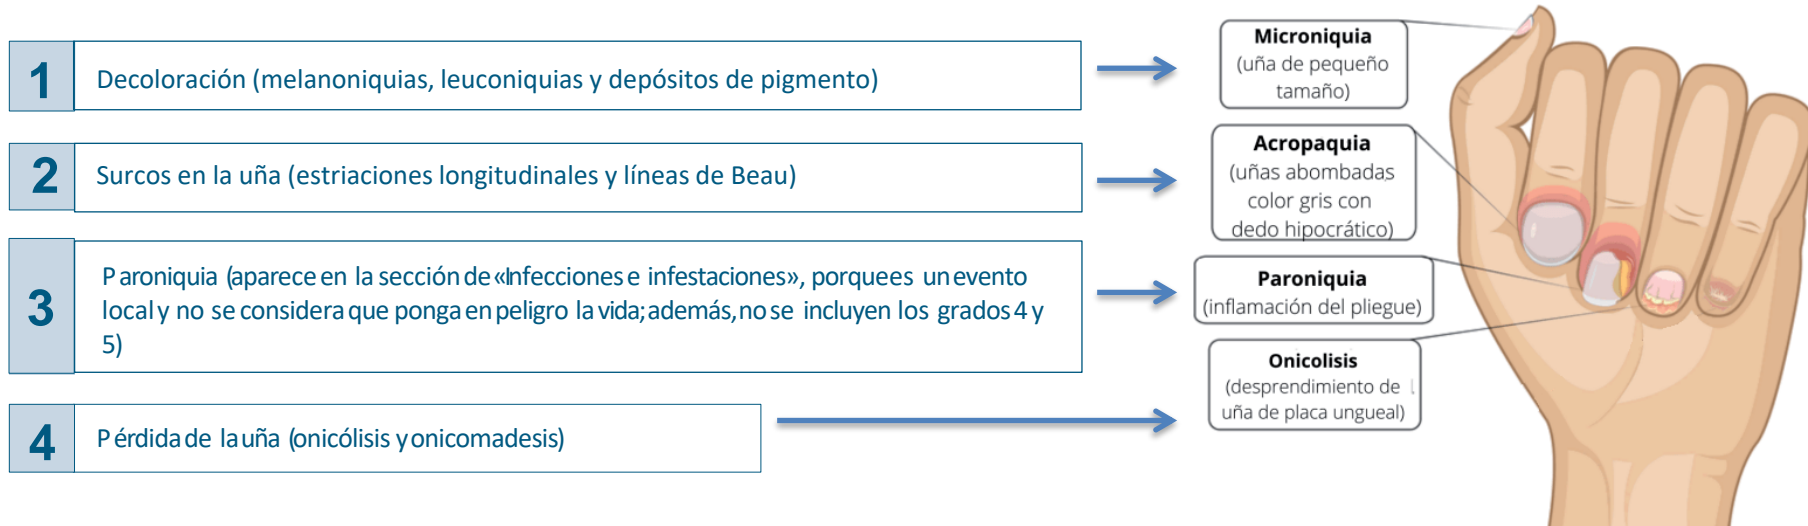 1
Decoloración (melanoniquias, leuconiquias y depósitos de pigmento)
2
Surcos en la uña (estriaciones longitudinales y líneas de Beau)
3
Paroniquia (aparece en la sección de «Infecciones e infestaciones», porquees un evento
local y no se considera que ponga en peligro la vida; además, no se incluyen los grados 4 y
5)
4
Pérdida de la uña (onicólisis y onicomadesis)
Microniquia
(uña de pequeño
tamaño)
Acropaquia
(uñas abombadas
color gris con
dedo hipocrático)
Paroniquia
(inflamación del pliegue)
Onicolisis
(desprendimiento de
uña de placa ungueal)